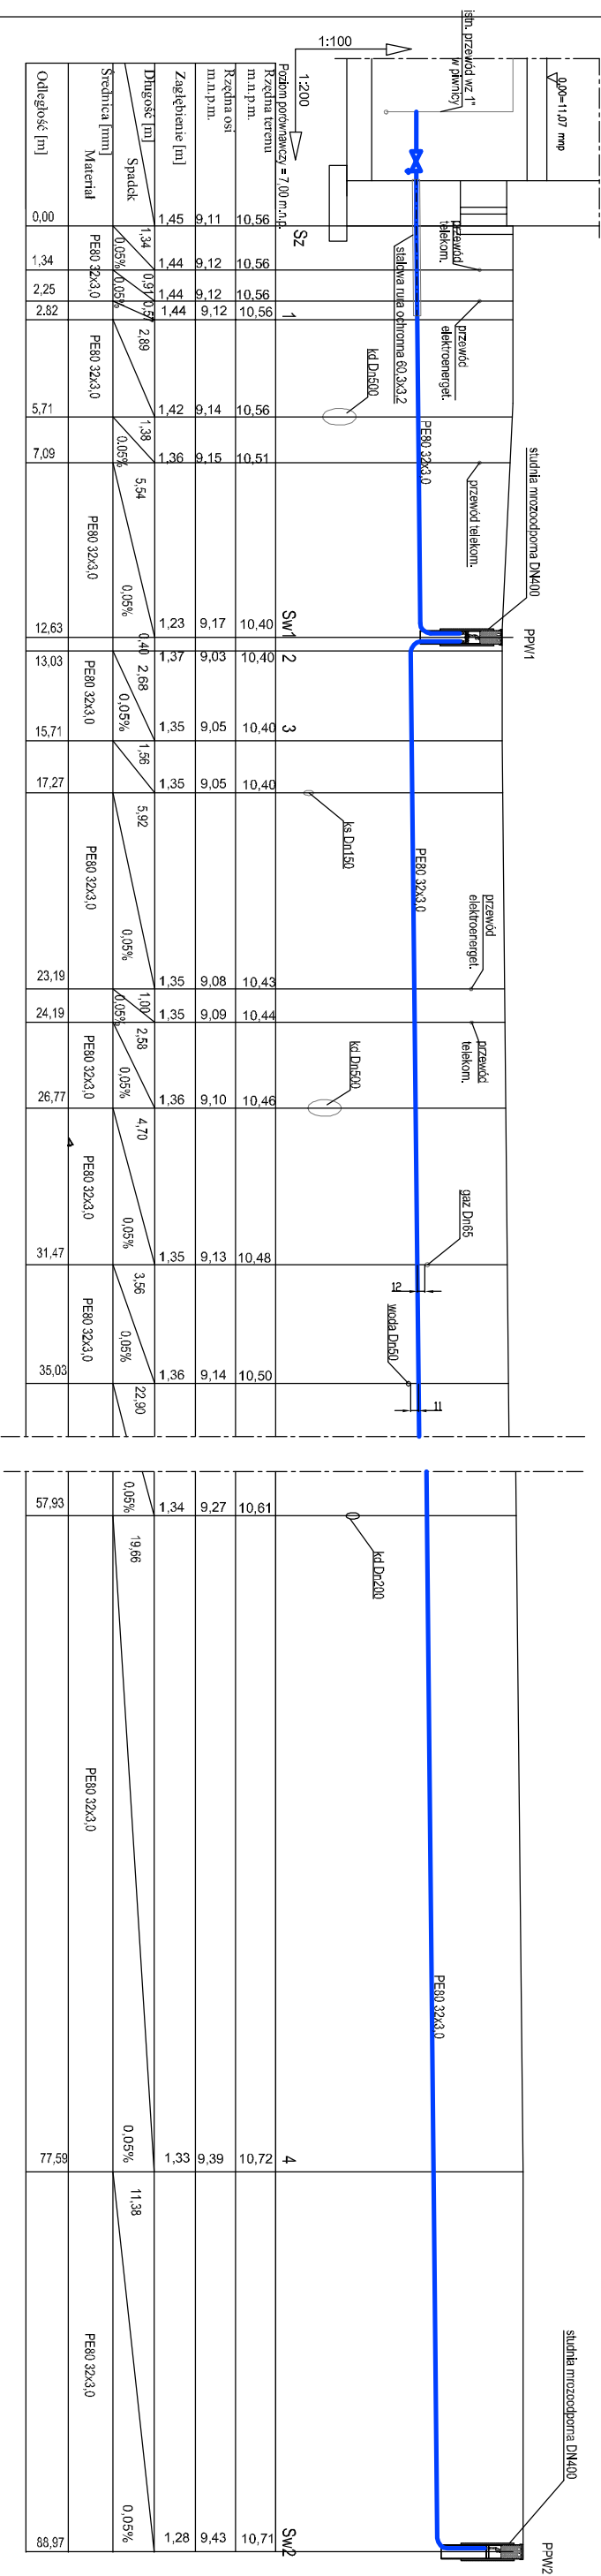 istn. przewód wz 1"
w piwnicy
0,00=11,07 mnp
1:100
1:200
Poziom porównawczy = 7,00 m.n.p.
Sz
przewód
telekom.
stalowa rura ochronna 60,3x3,2
przewód
elektroenerget.
1
kd Dn500
PE80 32x3,0
przewód telekom.
studnia mrozoodporna DN400
PPW1
Sw1
2
3
ks Dn150
PE80 32x3,0
przewód
elektroenerget.
przewód
telekom.
kd Dn500
gaz Dn65
12
woda Dn50
11
kd Dn200
PE80 32x3,0
4
studnia mrozoodporna DN400
PPW2
Sw2
Rzędna terenu
m.n.p.m.
10,56 10,56 10,56 10,56 10,56 10,51 10,40 10,40 10,40 10,40 10,43 10,44 10,46 10,48 10,50 10,61 10,72 10,71
Rzędna osi
m.n.p.m.
9,11 9,12 9,12 9,12 9,14 9,15 9,17 9,03 9,05 9,05 9,08 9,09 9,10 9,13 9,14 9,27 9,39 9,43
Zagłębienie [m]
1,45 1,44 1,44 1,44 1,42 1,36 1,23 1,37 1,35 1,35 1,35 1,35 1,36 1,35 1,36 1,34 1,33 1,28
Długość [m]
1,34 0,91 0,57 2,89 1,38 5,54 0,40 2,68 1,56 5,92 1,00 2,58 4,70 3,56 22,90 19,66 11,38
Spadek
0,05% 0,05% 0,05% 0,05% 0,05% 0,05% 0,05% 0,05% 0,05% 0,05% 0,05% 0,05% 0,05%
Średnica [mm]
Materiał
PE80 32x3,0 PE80 32x3,0 PE80 32x3,0 PE80 32x3,0 PE80 32x3,0 PE80 32x3,0 PE80 32x3,0 PE80 32x3,0 PE80 32x3,0 PE80 32x3,0
Odległość [m]
0,00 1,34 2,25 2,82 5,71 7,09 12,63 13,03 15,71 17,27 23,19 24,19 26,77 31,47 35,03 57,93 77,59 88,97